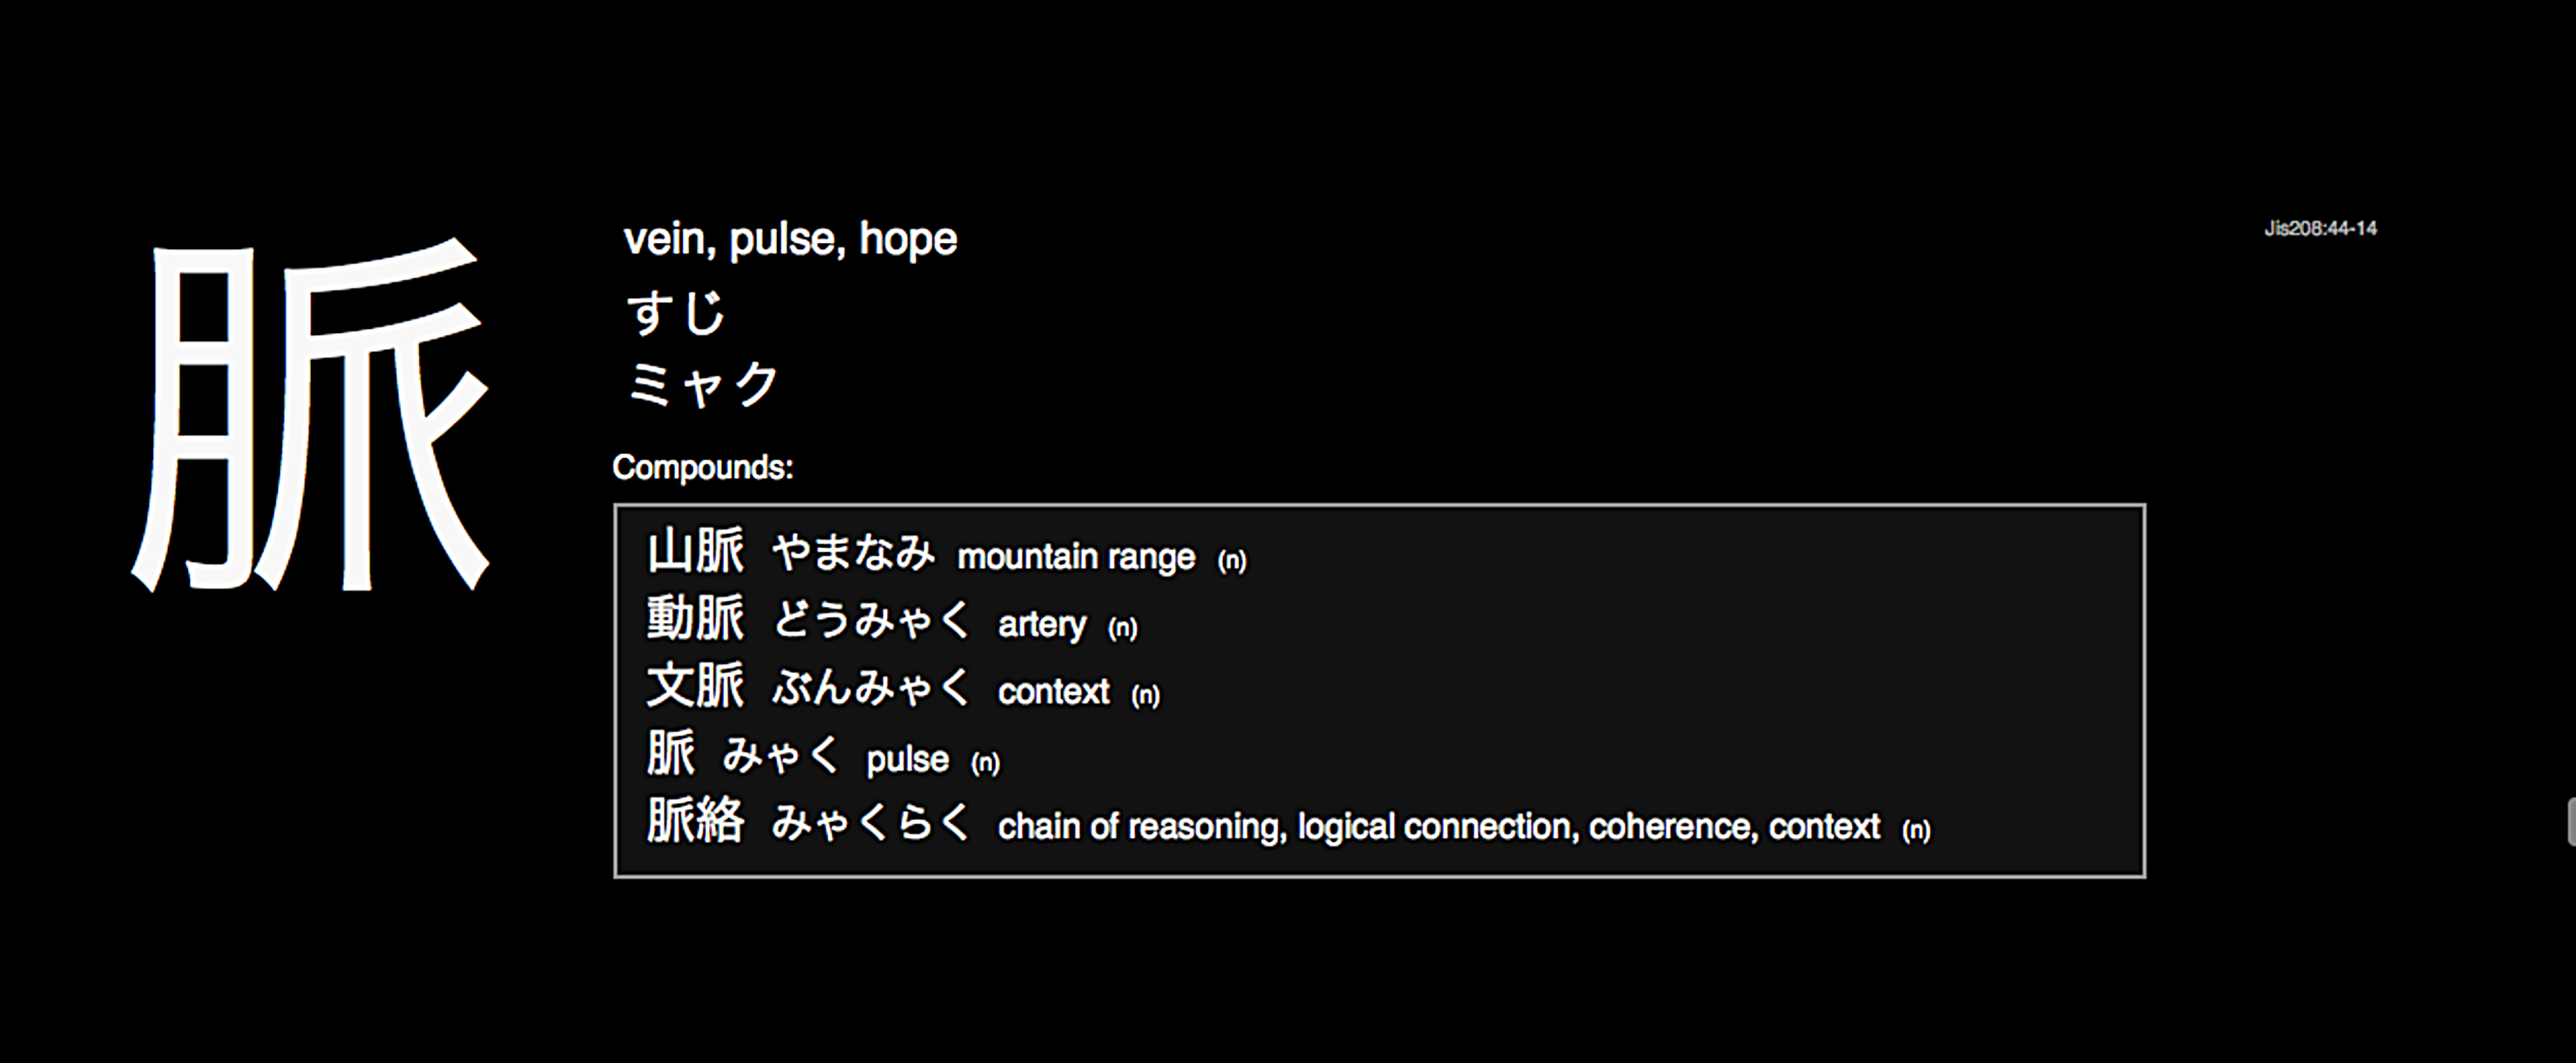 脈
vein, pulse, hope
Jis208:44-14
すじ
ミャク
Compounds:
山脈 やまなみ mountain range (n)
動脈 どうみゃく artery (n)
文脈 ぶんみゃく context (n)
脈 みゃく pulse (n)
脈絡 みゃくらく chain of reasoning, logical connection, coherence, context (n)